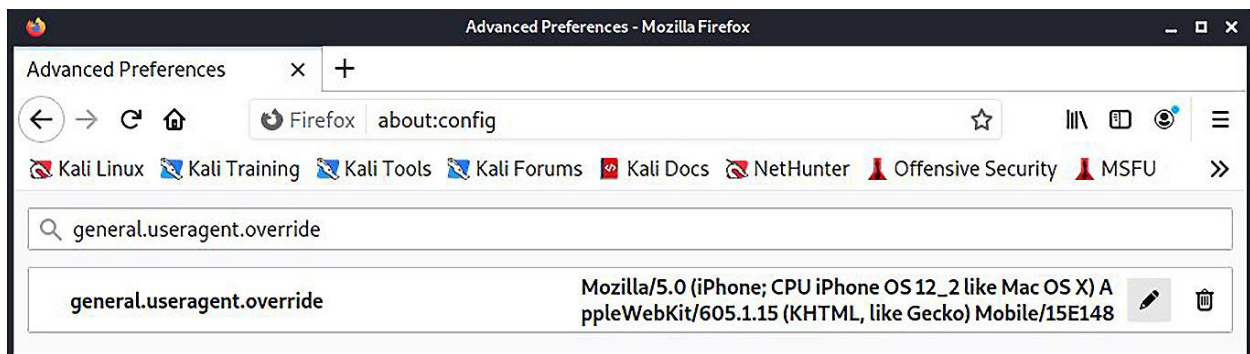 Advanced Preferences - Mozilla Firefox
Advanced Preferences
Firefox about:config
Kali Linux Kali Training Kali Tools Kali Forums Kali Docs NetHunter Offensive Security MSFU
general.useragent.override
general.useragent.override
Mozilla/5.0 (iPhone; CPU iPhone OS 12_2 like Mac OS X) A
ppleWebKit/605.1.15 (KHTML, like Gecko) Mobile/15E148